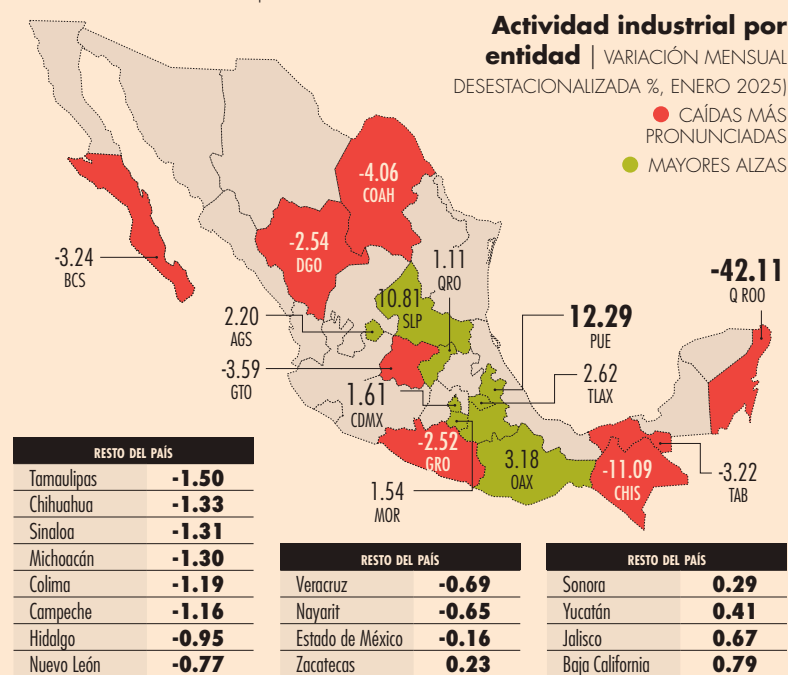 Actividad industrial por
entidad | VARIACIÓN MENSUAL
DESESTACIONALIZADA %, ENERO 2025)
CAÍDAS MÁS
PRONUNCIADAS
MAYORES ALZAS
-4.06
COAH
-2.54
DGO
-3.24
BCS
1.11
QRO
-42.11
Q ROO
10.81
SLP
2.20
AGS
12.29
PUE
-3.59
GTO
2.62
TLAX
1.61
CDMX
-2.52
GRO
3.18
OAX
-11.09
CHIS
-3.22
TAB
1.54
MOR
RESTO DEL PAÍS
Tamaulipas -1.50
Chihuahua -1.33
Sinaloa -1.31
Michoacán -1.30
Colima -1.19
Campeche -1.16
Hidalgo -0.95
Nuevo León -0.77
RESTO DEL PAÍS
Veracruz -0.69
Nayarit -0.65
Estado de México -0.16
Zacatecas 0.23
RESTO DEL PAÍS
Sonora 0.29
Yucatán 0.41
Jalisco 0.67
Baja California 0.79